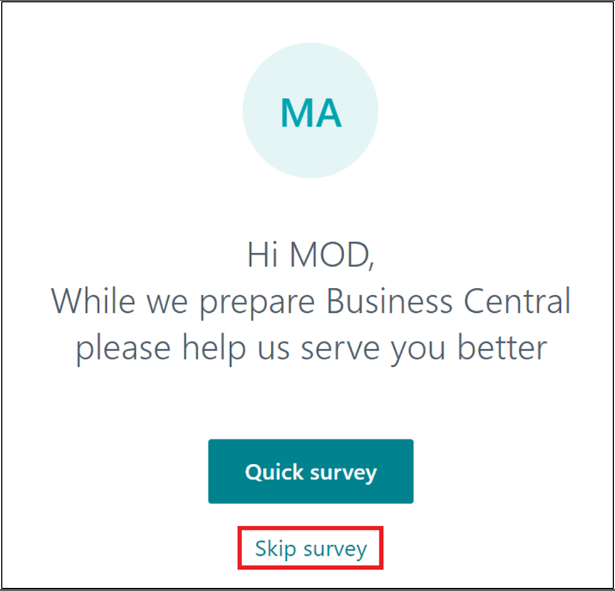 MA
Hi MOD,
While we prepare Business Central
please help us serve you better
Quick survey
Skip survey